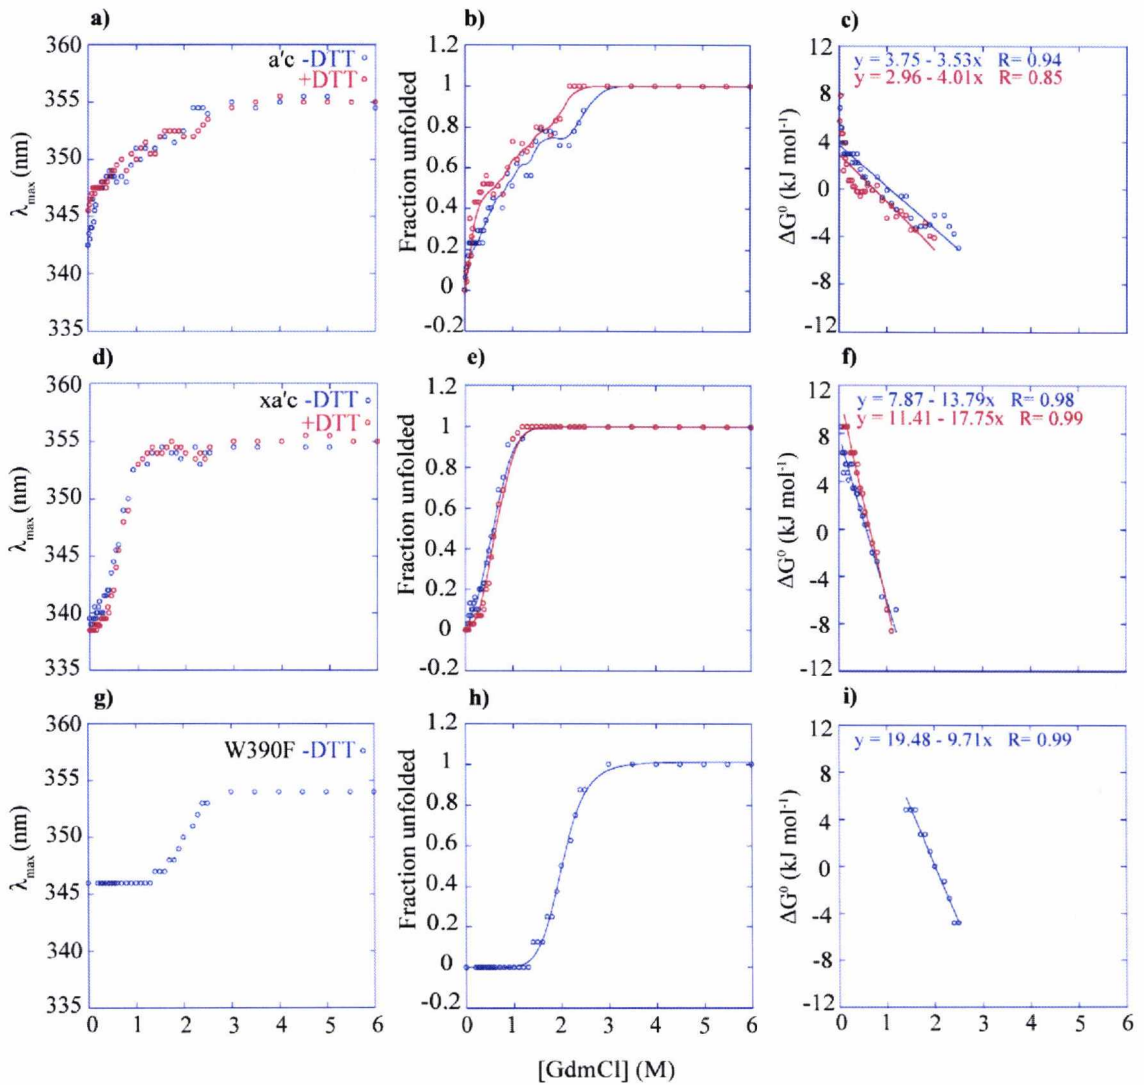 a)
360
355
350
345
340
335
λmax (nm)
a'c -DTT
+DTT
0 1 2 3 4 5 6
b)
1.2
1
0.8
0.6
0.4
0.2
0
-0.2
Fraction unfolded
0 1 2 3 4 5 6
c)
12
8
4
0
-4
-8
-12
ΔG⁰ (kJ mol⁻¹)
y = 3.75 - 3.53x R= 0.94
y = 2.96 - 4.01x R= 0.85
0 1 2 3 4 5 6
d)
360
355
350
345
340
335
λmax (nm)
xa'c -DTT
+DTT
0 1 2 3 4 5 6
e)
1.2
1
0.8
0.6
0.4
0.2
0
-0.2
Fraction unfolded
0 1 2 3 4 5 6
f)
12
8
4
0
-4
-8
-12
ΔG⁰ (kJ mol⁻¹)
y = 7.87 - 13.79x R= 0.98
y = 11.41 - 17.75x R= 0.99
0 1 2 3 4 5 6
g)
360
355
350
345
340
335
λmax (nm)
W390F -DTT
0 1 2 3 4 5 6
h)
1.2
1
0.8
0.6
0.4
0.2
0
-0.2
Fraction unfolded
0 1 2 3 4 5 6
i)
12
8
4
0
-4
-8
-12
ΔG⁰ (kJ mol⁻¹)
y = 19.48 - 9.71x R= 0.99
0 1 2 3 4 5 6
[GdmCl] (M)